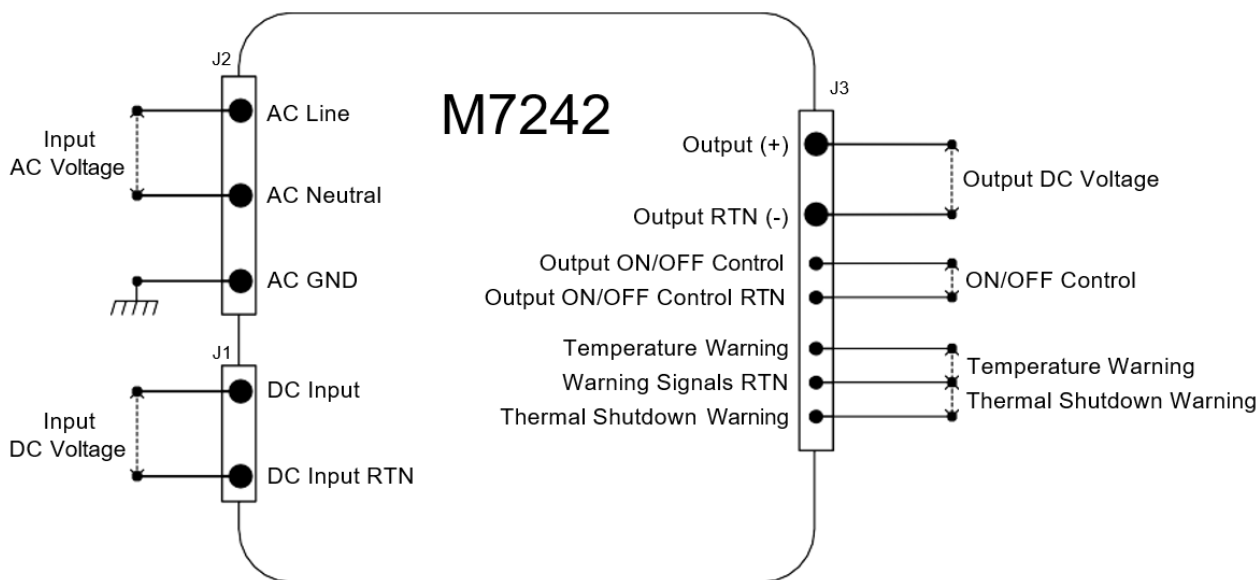 M7242
J2
AC Line
AC Neutral
AC GND
Input
AC Voltage
J1
DC Input
DC Input RTN
Input
DC Voltage
J3
Output (+)
Output RTN (-)
Output ON/OFF Control
Output ON/OFF Control RTN
Temperature Warning
Warning Signals RTN
Thermal Shutdown Warning
Output DC Voltage
ON/OFF Control
Temperature Warning
Thermal Shutdown Warning